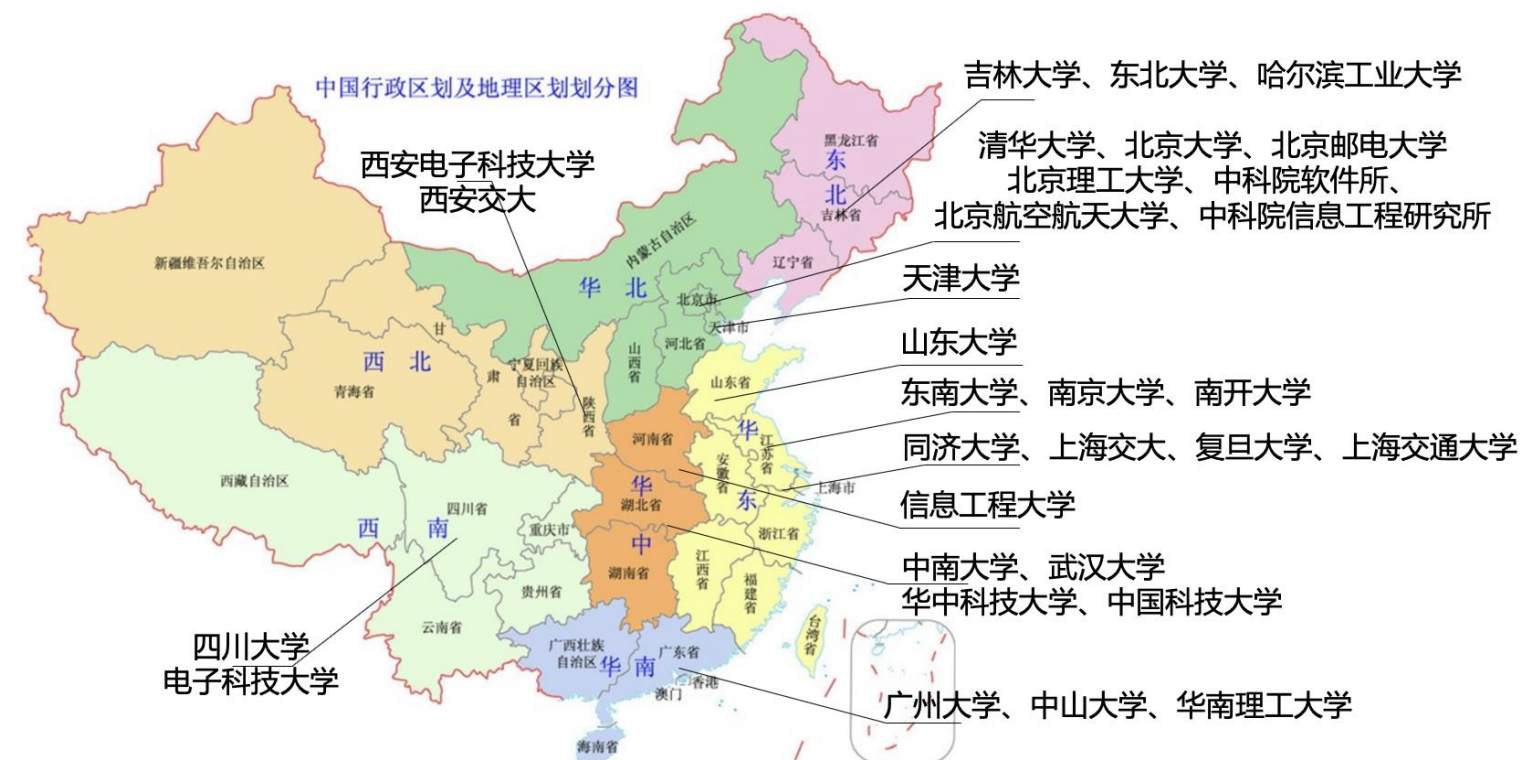 中国行政区划及地理区划划分图
吉林大学、东北大学、哈尔滨工业大学
清华大学、北京大学、北京邮电大学
北京理工大学、中科院软件所、
北京航空航天大学、中科院信息工程研究所
西安电子科技大学
西安交大
天津大学
山东大学
东南大学、南京大学、南开大学
同济大学、上海交大、复旦大学、上海交通大学
信息工程大学
中南大学、武汉大学
华中科技大学、中国科技大学
广州大学、中山大学、华南理工大学
四川大学
电子科技大学
黑龙江省
东
北
吉林省
辽宁省
内蒙古自治区
华 北
北京市
天津市
河北省
山西省
新疆维吾尔自治区
西 北
甘
肃
省
青海省
宁夏回族
自治区
陕西省
山东省
华
东
江苏省
安徽省
上海市
浙江省
江西省
福建省
台湾省
河南省
华
湖北省
中
湖南省
西藏自治区
西 南
四川省
重庆市
贵州省
云南省
广西壮族
自治区
华 南
广东省
香港
澳门
海南省